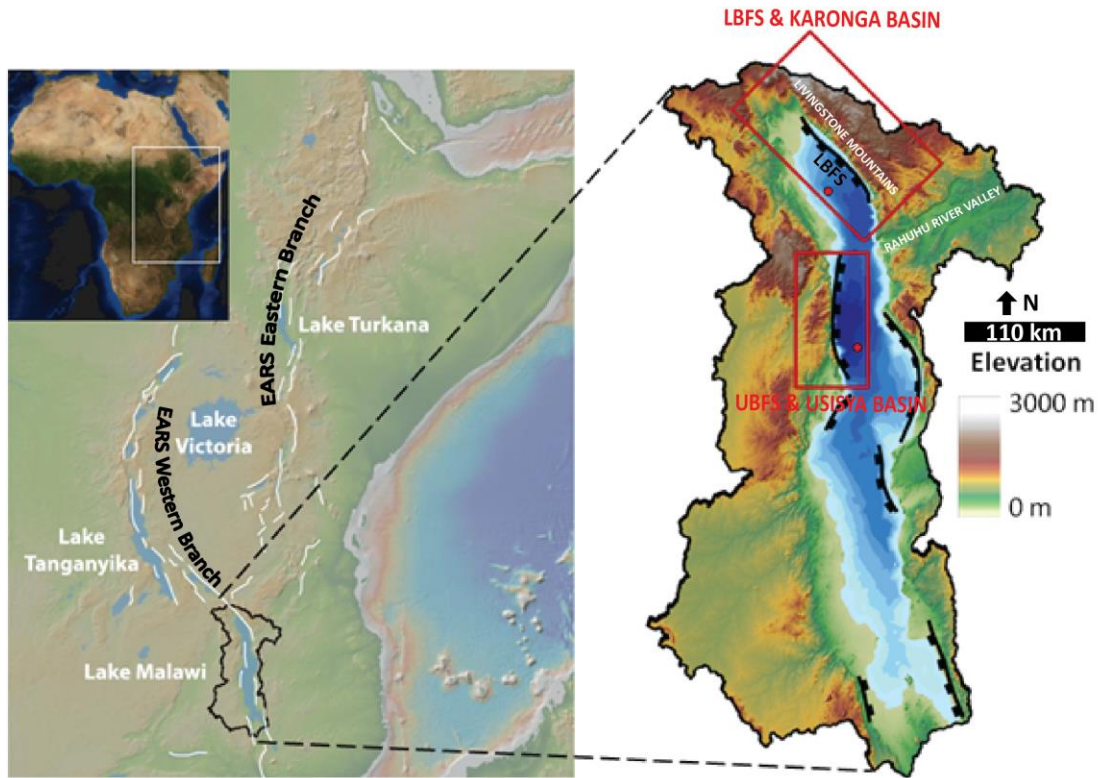 LBFS & KARONGA BASIN
EARS Eastern Branch
Lake Turkana
Lake
Victoria
EARS Western Branch
Lake
Tanganyika
Lake Malawi
LIVINGSTONE MOUNTAINS
LBFS
RAHUHU RIVER VALLEY
N
110 km
Elevation
3000 m
0 m
UBFS & USISYA BASIN